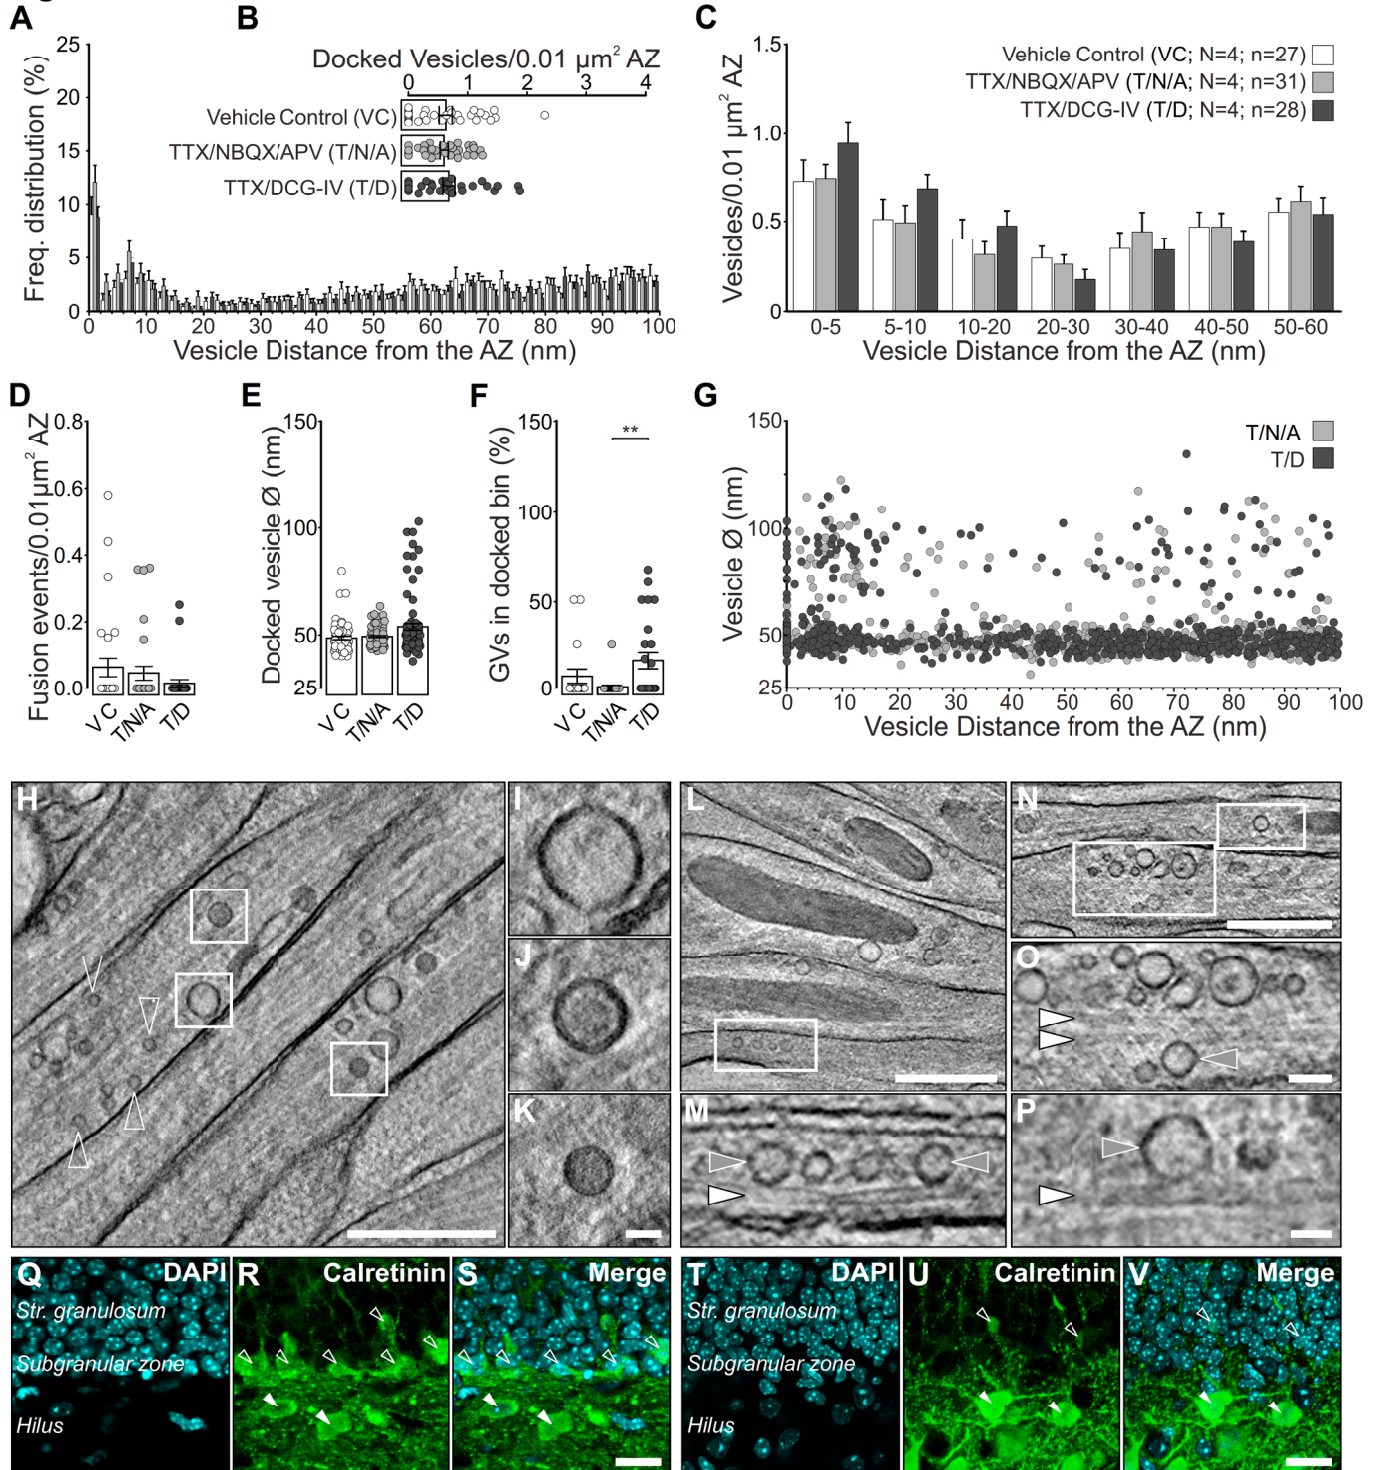 A
B
C
25
20
15
10
5
0
Freq. distribution (%)
0 10 20 30 40 50 60 70 80 90 100
Vesicle Distance from the AZ (nm)
Docked Vesicles/0.01 µm² AZ
0 1 2 3 4
Vehicle Control (VC)
TTX/NBQX/APV (T/N/A)
TTX/DCG-IV (T/D)
1.5
1.0
0.5
0
Vesicles/0.01 µm² AZ
Vehicle Control (VC; N=4; n=27)
TTX/NBQX/APV (T/N/A; N=4; n=31)
TTX/DCG-IV (T/D; N=4; n=28)
0-5 5-10 10-20 20-30 30-40 40-50 50-60
Vesicle Distance from the AZ (nm)
D
E
F
G
0.8
0.6
0.4
0.2
0.0
Fusion events/0.01µm² AZ
V C T/N/A T/D
150
100
50
25
Docked vesicle Ø (nm)
V C T/N/A T/D
150
100
50
0
GVs in docked bin (%)
**
V C T/N/A T/D
150
100
50
25
Vesicle Ø (nm)
T/N/A
T/D
0 10 20 30 40 50 60 70 80 90 100
Vesicle Distance from the AZ (nm)
H
I
J
K
L
M
N
O
P
Q DAPI
Str. granulosum
Subgranular zone
Hilus
R Calretinin
S Merge
T DAPI
Str. granulosum
Subgranular zone
Hilus
U Calretinin
V Merge